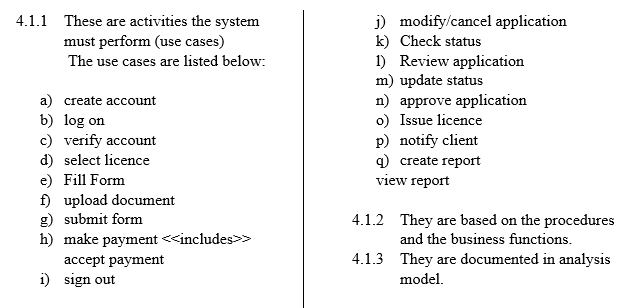 4.1.1 These are activities the system
must perform (use cases)
The use cases are listed below:
a) create account
b) log on
c) verify account
d) select licence
e) Fill Form
f) upload document
g) submit form
h) make payment <<includes>>
accept payment
i) sign out
j) modify/cancel application
k) Check status
l) Review application
m) update status
n) approve application
o) Issue licence
p) notify client
q) create report
view report
4.1.2 They are based on the procedures
and the business functions.
4.1.3 They are documented in analysis
model.